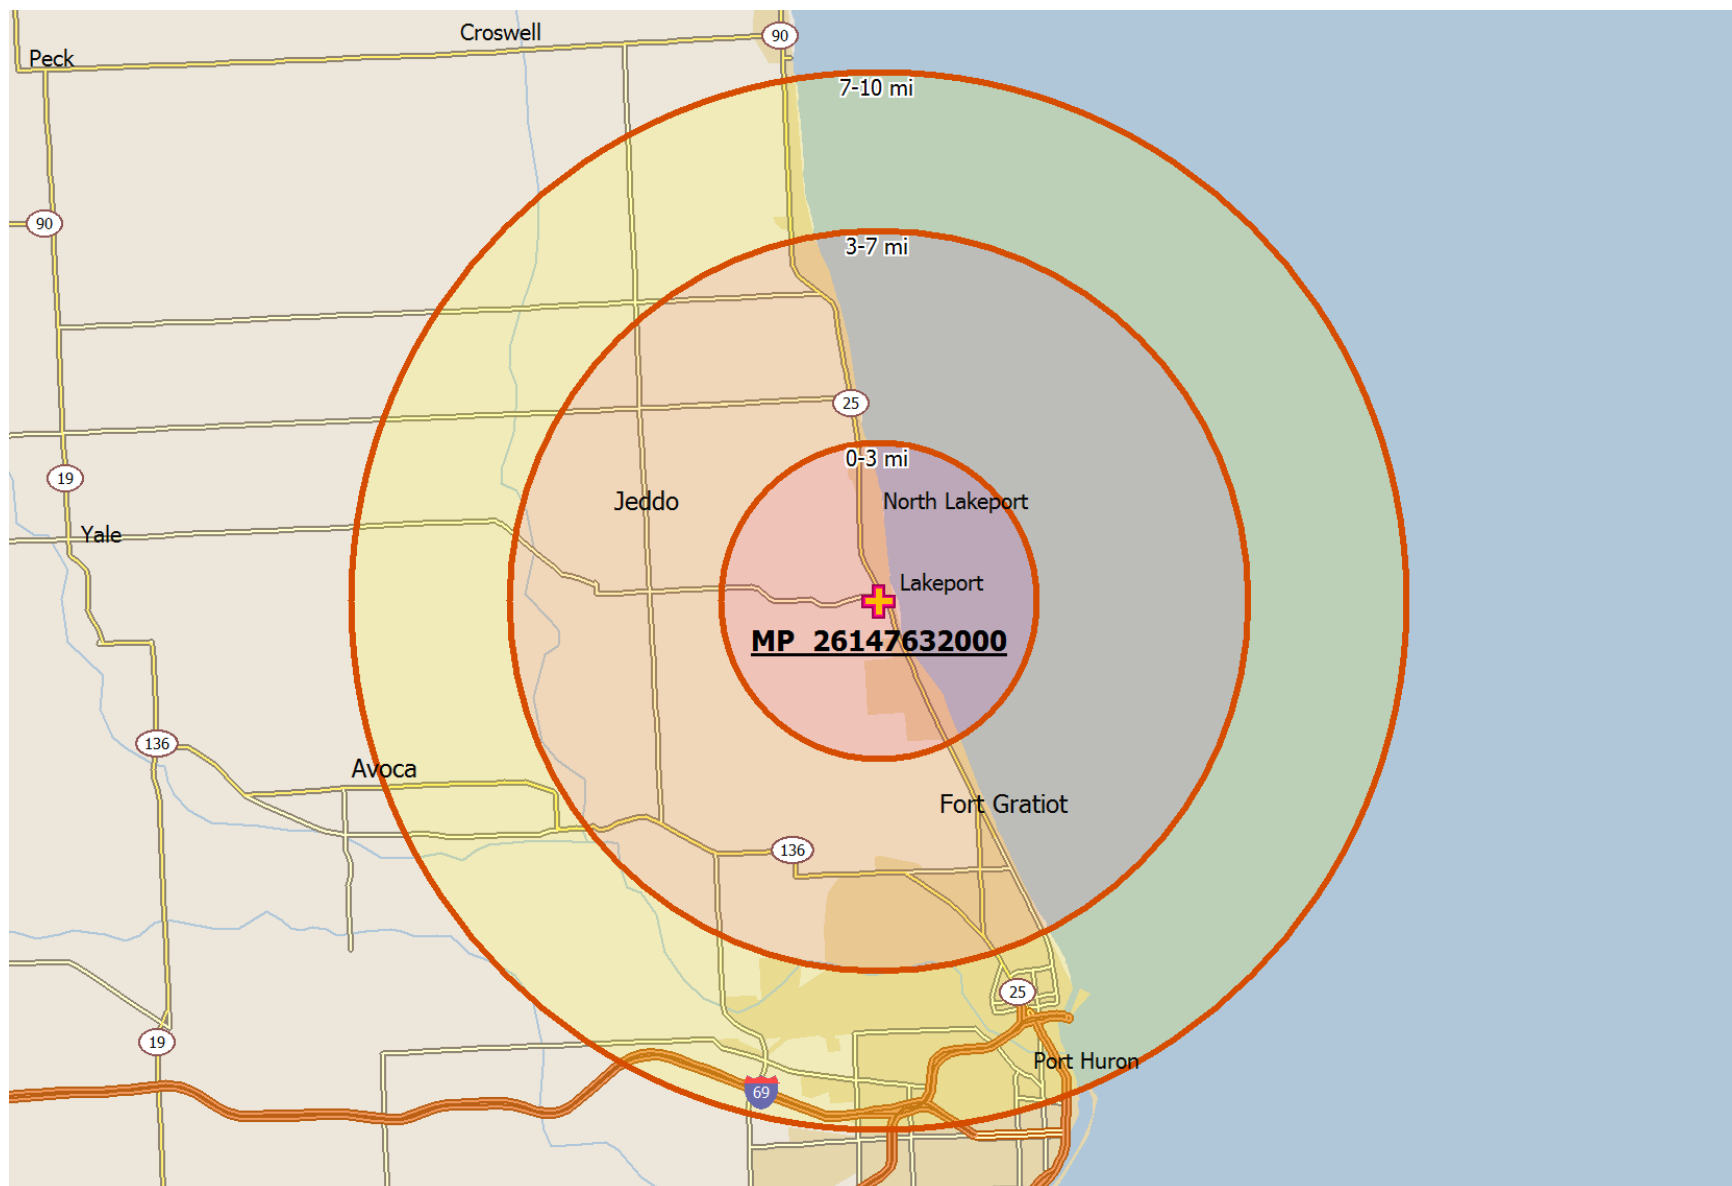 Croswell
90
Peck
7-10 mi
90
3-7 mi
25
0-3 mi
19
Jeddo
North Lakeport
Yale
Lakeport
MP 26147632000
136
Avoca
Fort Gratiot
136
25
19
Port Huron
69